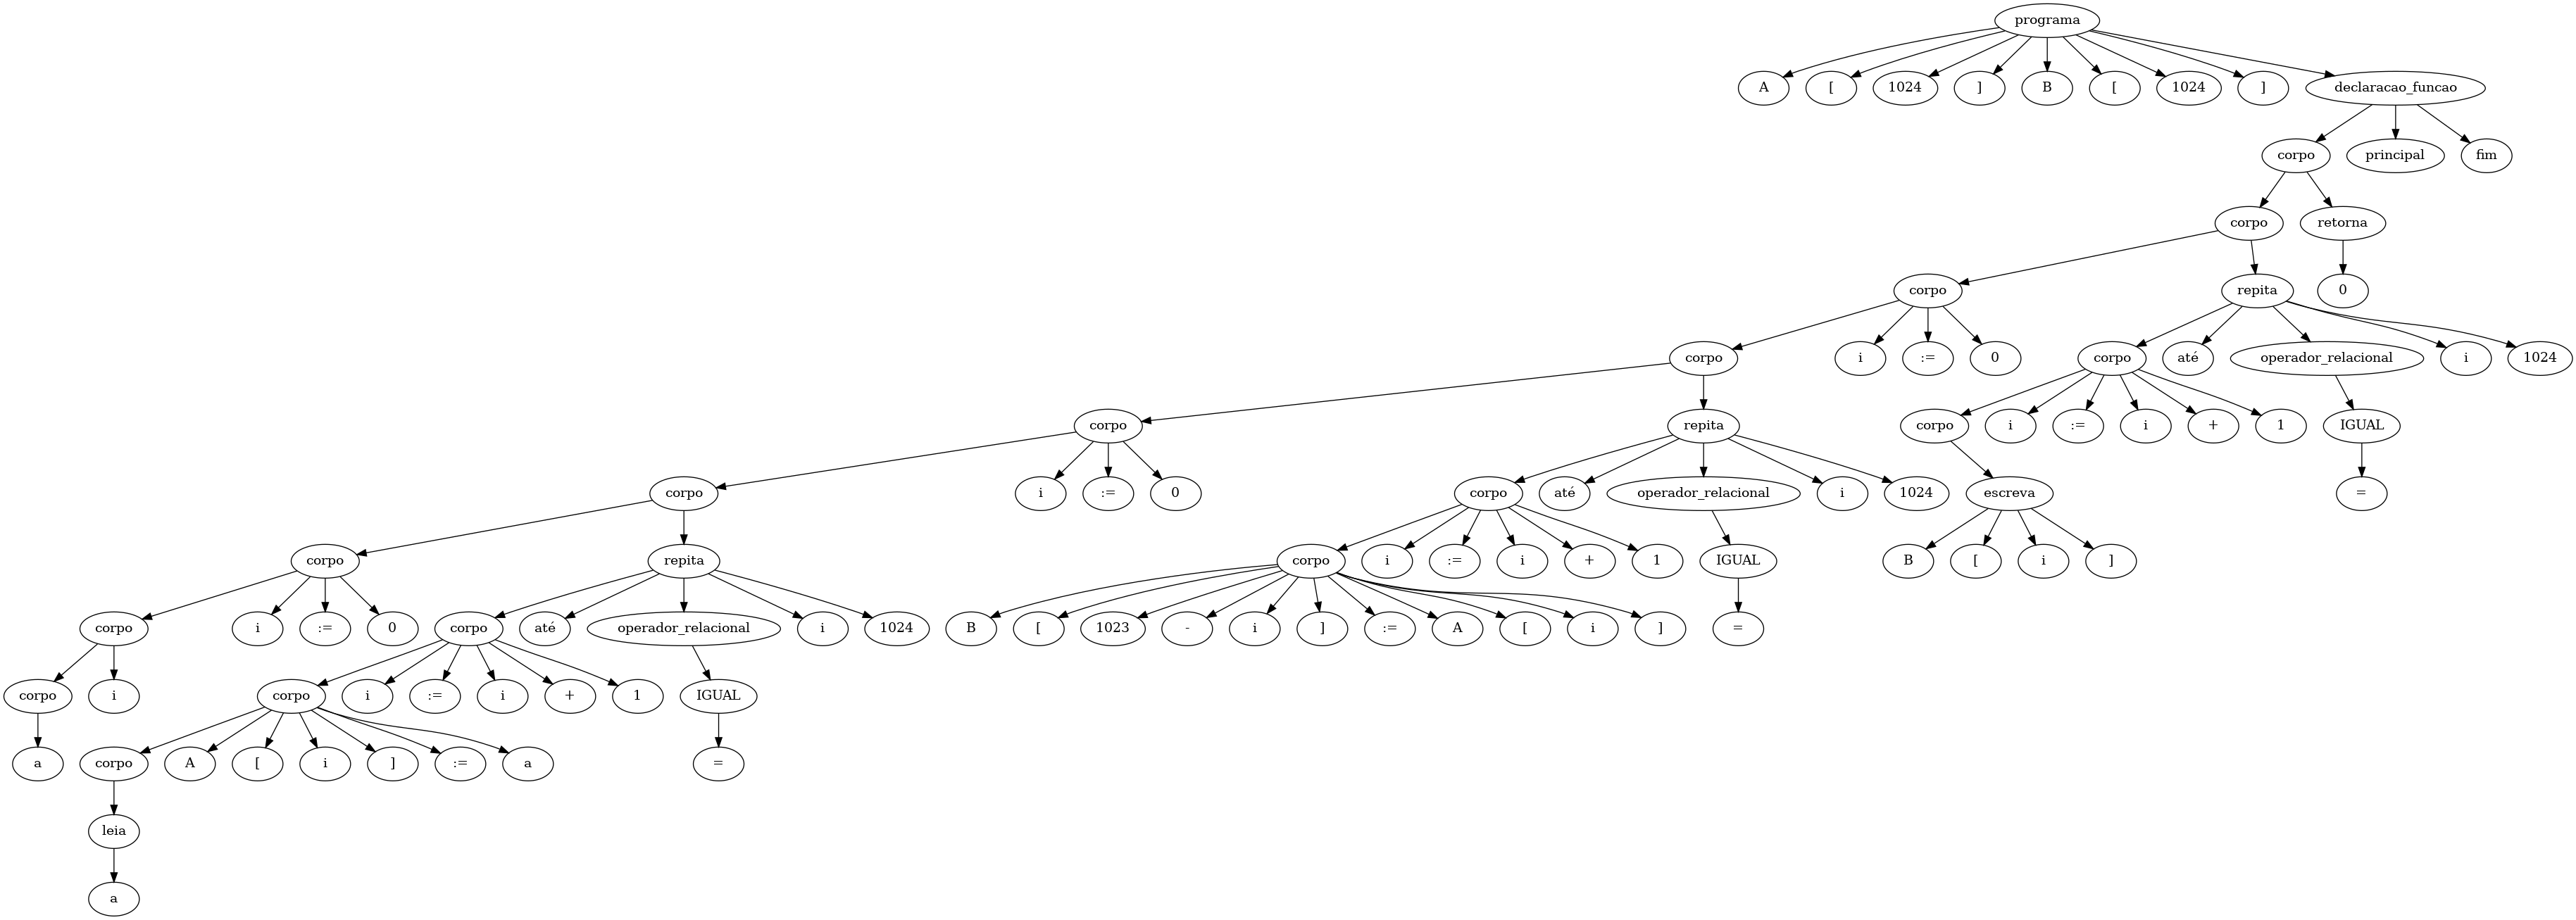 programa
A [ 1024 ] B [ 1024 ] declaracao_funcao
corpo principal fim
corpo retorna
corpo repita 0
corpo i := 0 corpo até operador_relacional i 1024
corpo repita corpo i := i + 1 IGUAL
corpo i := 0 corpo até operador_relacional i 1024 escreva =
corpo repita corpo i := i + 1 IGUAL B [ i ]
corpo i := 0 corpo até operador_relacional i 1024 B [ 1023 - i ] := A [ i ] =
corpo i corpo i := i + 1 IGUAL
a corpo A [ i ] := a =
leia
a